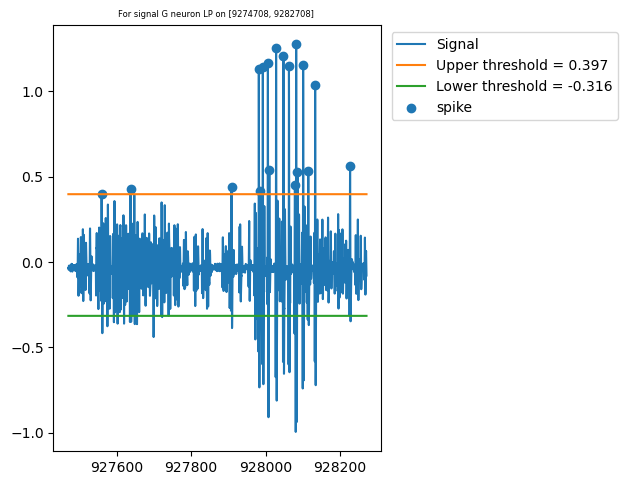 For signal G neuron LP on [9274708, 9282708]
Signal
Upper threshold = 0.397
Lower threshold = -0.316
spike
1.0
0.5
0.0
−0.5
−1.0
927600 927800 928000 928200